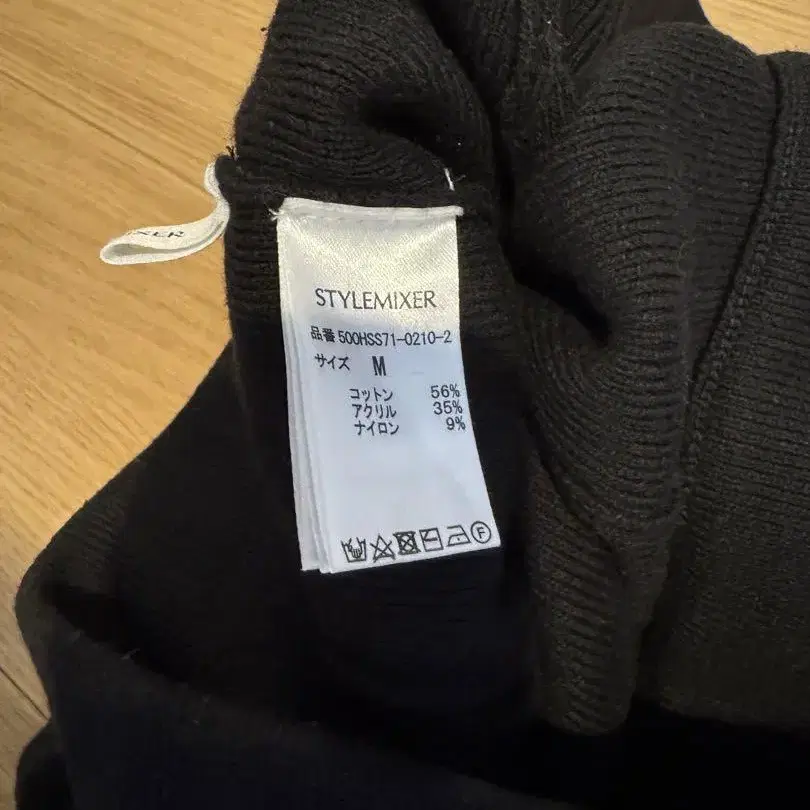 STYLEMIXER
品番 500HSS71-0210-2
サイズ M
コットン 56%
アクリル 35%
ナイロン 9%
F